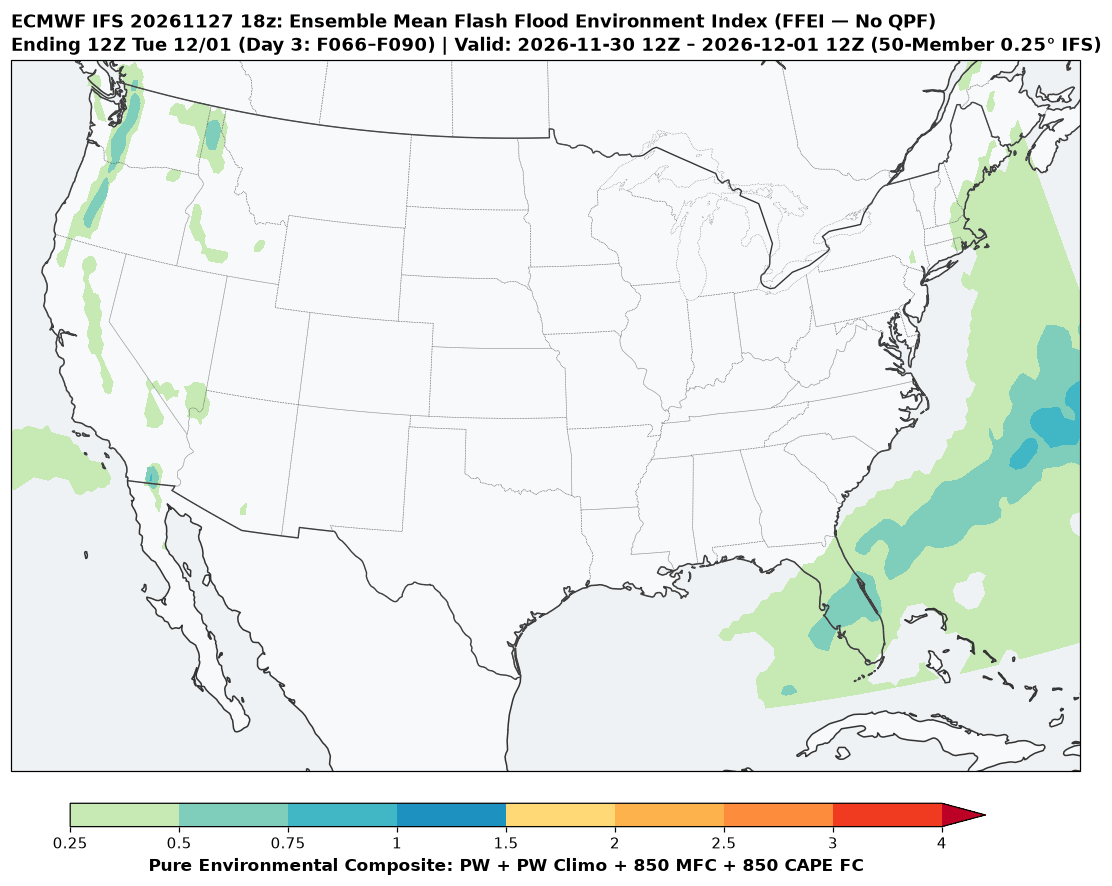 ECMWF IFS 20261127 18z: Ensemble Mean Flash Flood Environment Index (FFEI — No QPF)
Ending 12Z Tue 12/01 (Day 3: F066–F090) | Valid: 2026-11-30 12Z – 2026-12-01 12Z (50-Member 0.25° IFS)
0.25 0.5 0.75 1 1.5 2 2.5 3 4
Pure Environmental Composite: PW + PW Climo + 850 MFC + 850 CAPE FC